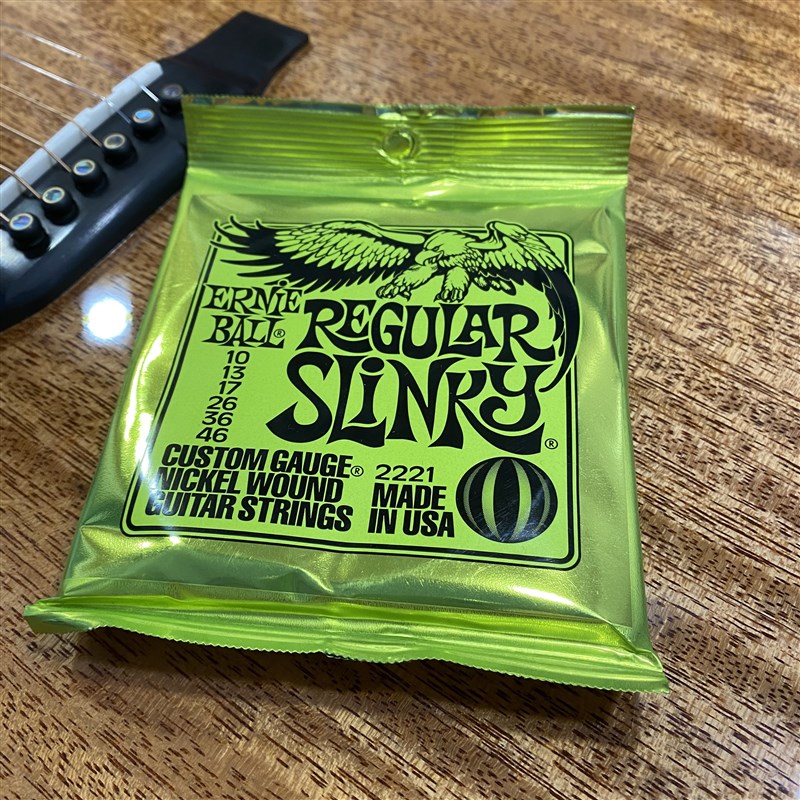 ERNIE
BALL®
REGULAR
SLINKY®
10
13
17
26
36
46
CUSTOM GAUGE®
NICKEL WOUND
GUITAR STRINGS
2221
MADE
IN USA